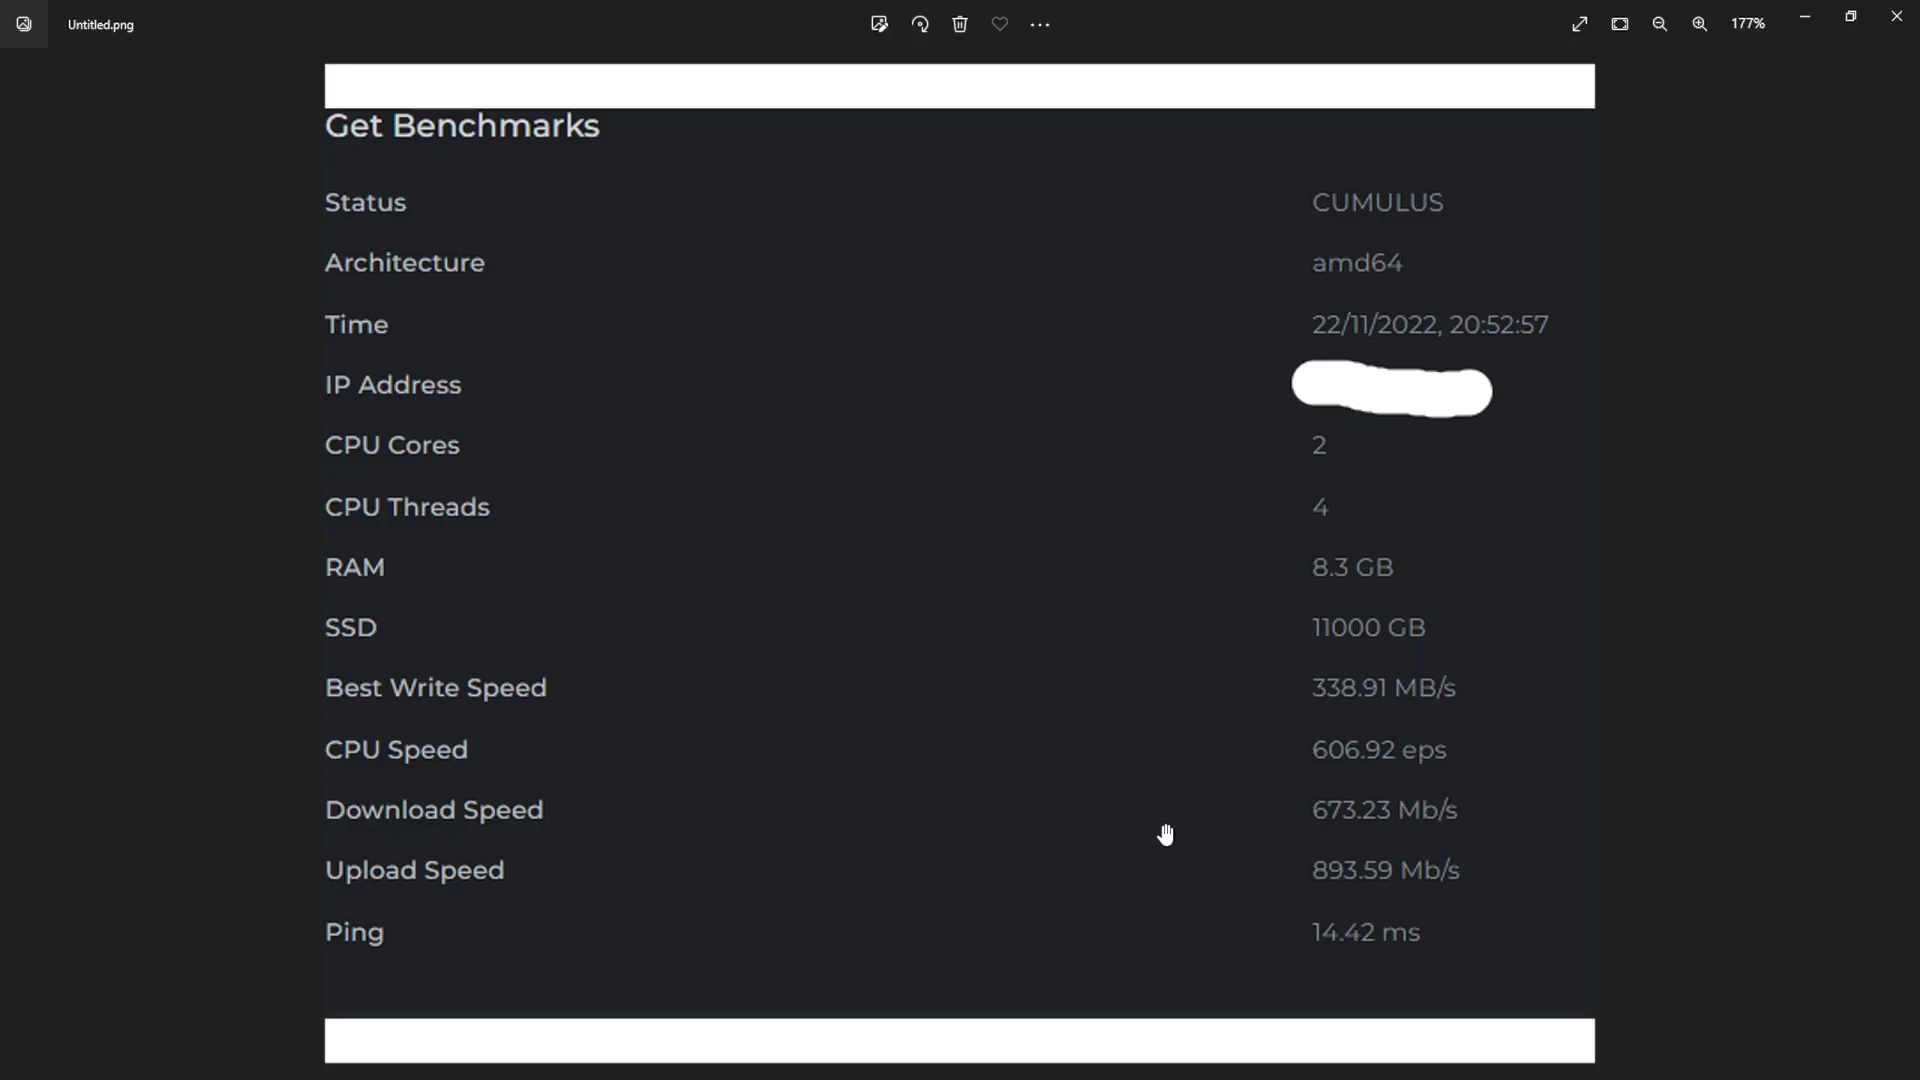 Untitled.png
177%
Get Benchmarks
Status CUMULUS
Architecture amd64
Time 22/11/2022, 20:52:57
IP Address
CPU Cores 2
CPU Threads 4
RAM 8.3 GB
SSD 11000 GB
Best Write Speed 338.91 MB/s
CPU Speed 606.92 eps
Download Speed 673.23 Mb/s
Upload Speed 893.59 Mb/s
Ping 14.42 ms